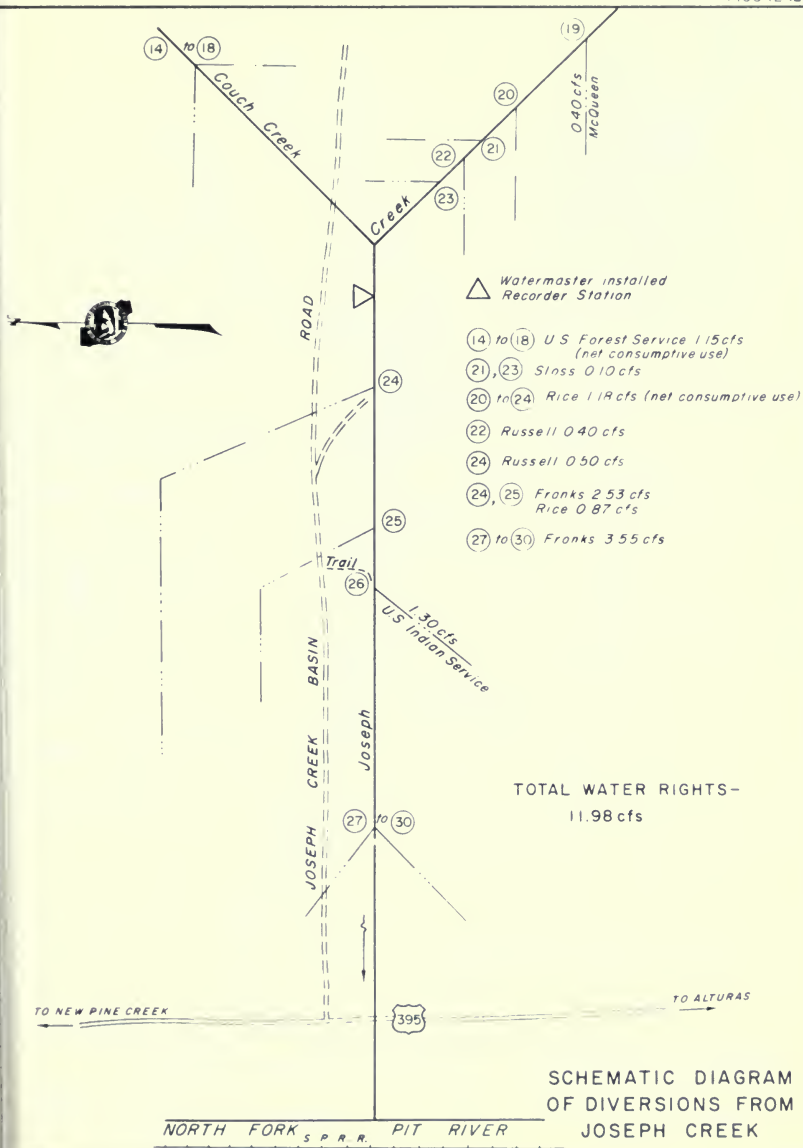 14 to 18
Couch Creek
19
0.40 cfs
McQueen
20
21
22
23
Creek
Watermaster installed
Recorder Station
14 to 18 U S Forest Service 1 15 cfs
(net consumptive use)
21, 23 Sloss 0 10 cfs
20 to 24 Rice 1 18 cfs (net consumptive use)
22 Russell 0 40 cfs
24 Russell 0 50 cfs
24, 25 Franks 2 53 cfs
Rice 0 87 cfs
27 to 30 Franks 3 55 cfs
24
25
Trail
26
1.30 cfs
U.S Indian Service
JOSEPH CREEK BASIN ROAD
Joseph
TOTAL WATER RIGHTS-
11.98 cfs
27 to 30
TO NEW PINE CREEK
395
TO ALTURAS
SCHEMATIC DIAGRAM
OF DIVERSIONS FROM
JOSEPH CREEK
NORTH FORK PIT RIVER
S P R. R.